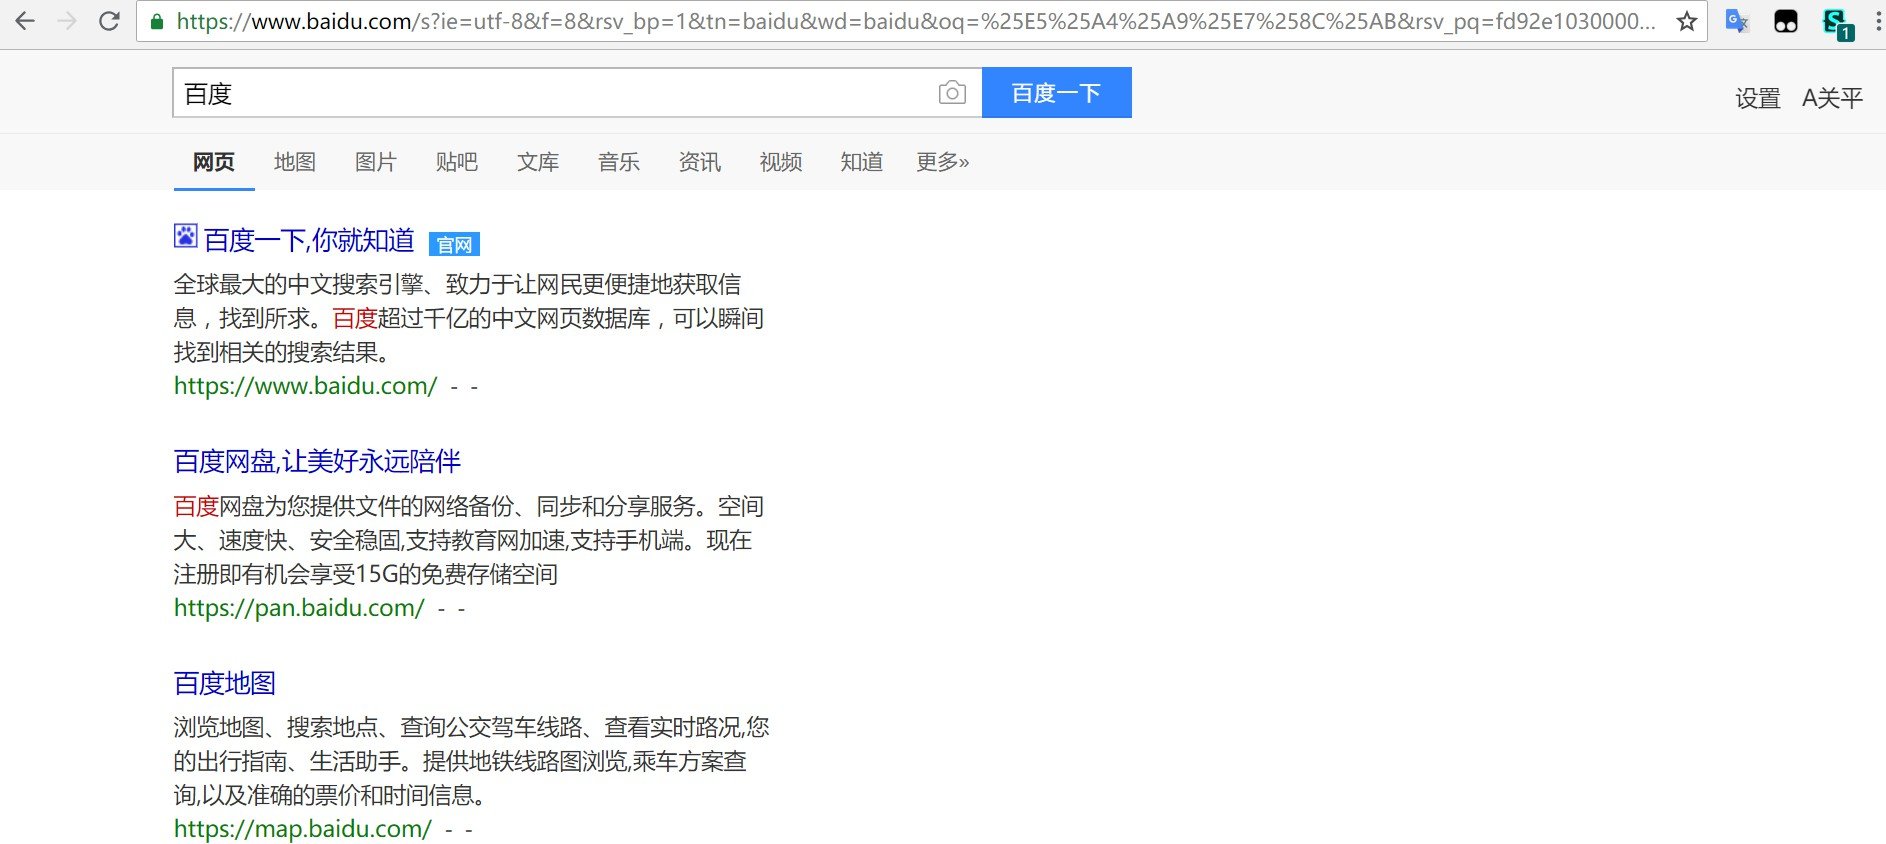 https://www.baidu.com/s?ie=utf-8&f=8&rsv_bp=1&tn=baidu&wd=baidu&oq=%25E5%25A4%25A9%25E7%258C%25AB&rsv_pq=fd92e1030000...
1
百度
百度一下
设置 A关平
网页 地图 图片 贴吧 文库 音乐 资讯 视频 知道 更多»
百度一下,你就知道 官网
全球最大的中文搜索引擎、致力于让网民更便捷地获取信
息，找到所求。百度超过千亿的中文网页数据库，可以瞬间
找到相关的搜索结果。
https://www.baidu.com/ - -
百度网盘,让美好永远陪伴
百度网盘为您提供文件的网络备份、同步和分享服务。空间
大、速度快、安全稳固,支持教育网加速,支持手机端。现在
注册即有机会享受15G的免费存储空间
https://pan.baidu.com/ - -
百度地图
浏览地图、搜索地点、查询公交驾车线路、查看实时路况,您
的出行指南、生活助手。提供地铁线路图浏览,乘车方案查
询,以及准确的票价和时间信息。
https://map.baidu.com/ - -